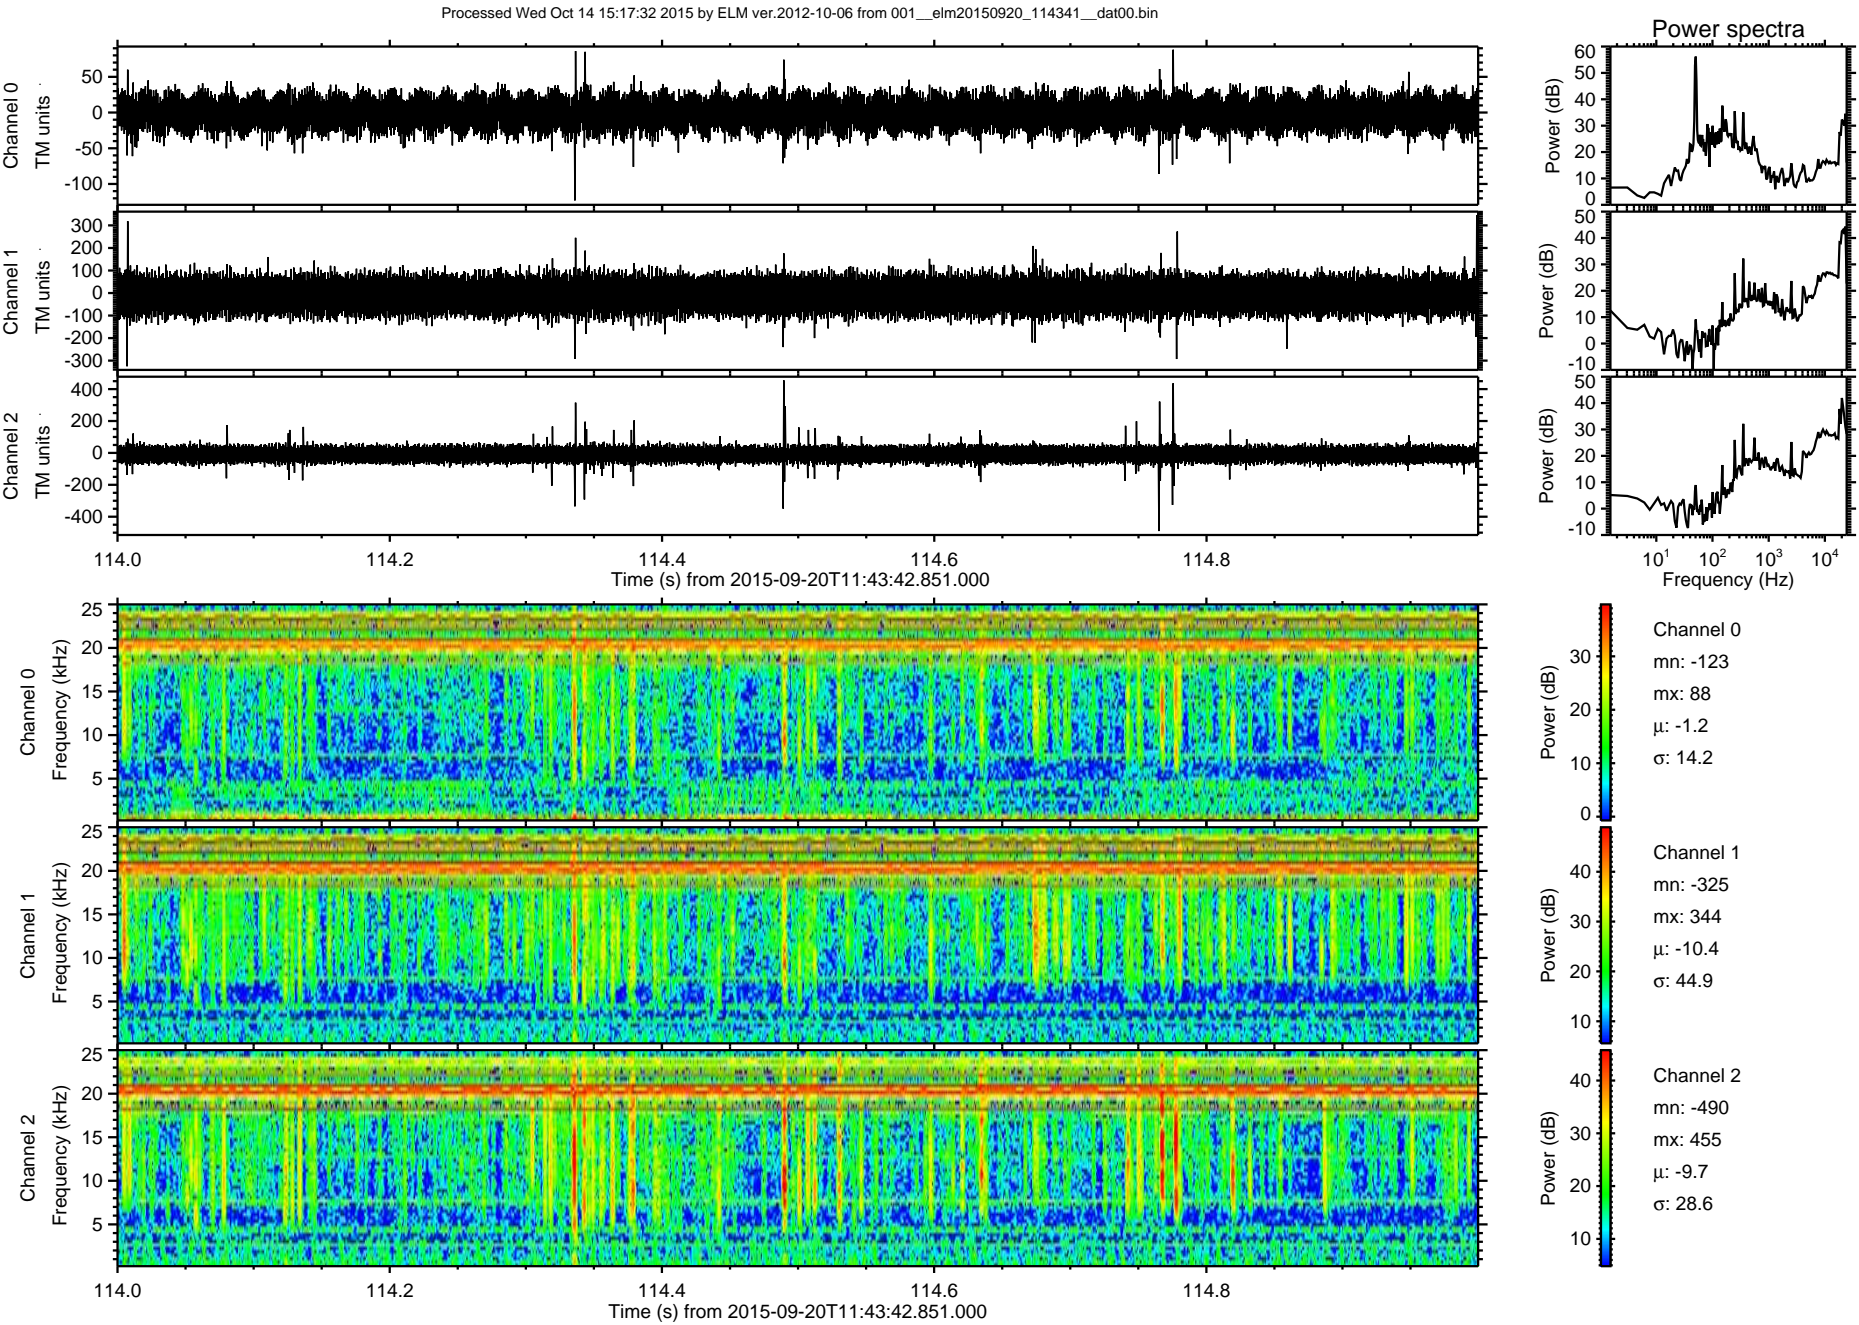 Processed Wed Oct 14 15:17:32 2015 by ELM ver.2012-10-06 from 001__elm20150920_114341__dat00.bin
Power spectra
Channel 0
TM units
50
0
-50
-100
Power (dB)
60
50
40
30
20
10
0
Channel 1
TM units
300
200
100
0
-100
-200
-300
Power (dB)
50
40
30
20
10
0
-10
Channel 2
TM units
400
200
0
-200
-400
Power (dB)
50
40
30
20
10
0
-10
114.0 114.2 114.4 114.6 114.8
Time (s) from 2015-09-20T11:43:42.851.000
10¹ 10² 10³ 10⁴
Frequency (Hz)
Channel 0
Frequency (kHz)
25
20
15
10
5
Power (dB)
30
20
10
0
Channel 0
mn: -123
mx: 88
μ: -1.2
σ: 14.2
Channel 1
Frequency (kHz)
25
20
15
10
5
Power (dB)
40
30
20
10
Channel 1
mn: -325
mx: 344
μ: -10.4
σ: 44.9
Channel 2
Frequency (kHz)
25
20
15
10
5
Power (dB)
40
30
20
10
Channel 2
mn: -490
mx: 455
μ: -9.7
σ: 28.6
114.0 114.2 114.4 114.6 114.8
Time (s) from 2015-09-20T11:43:42.851.000